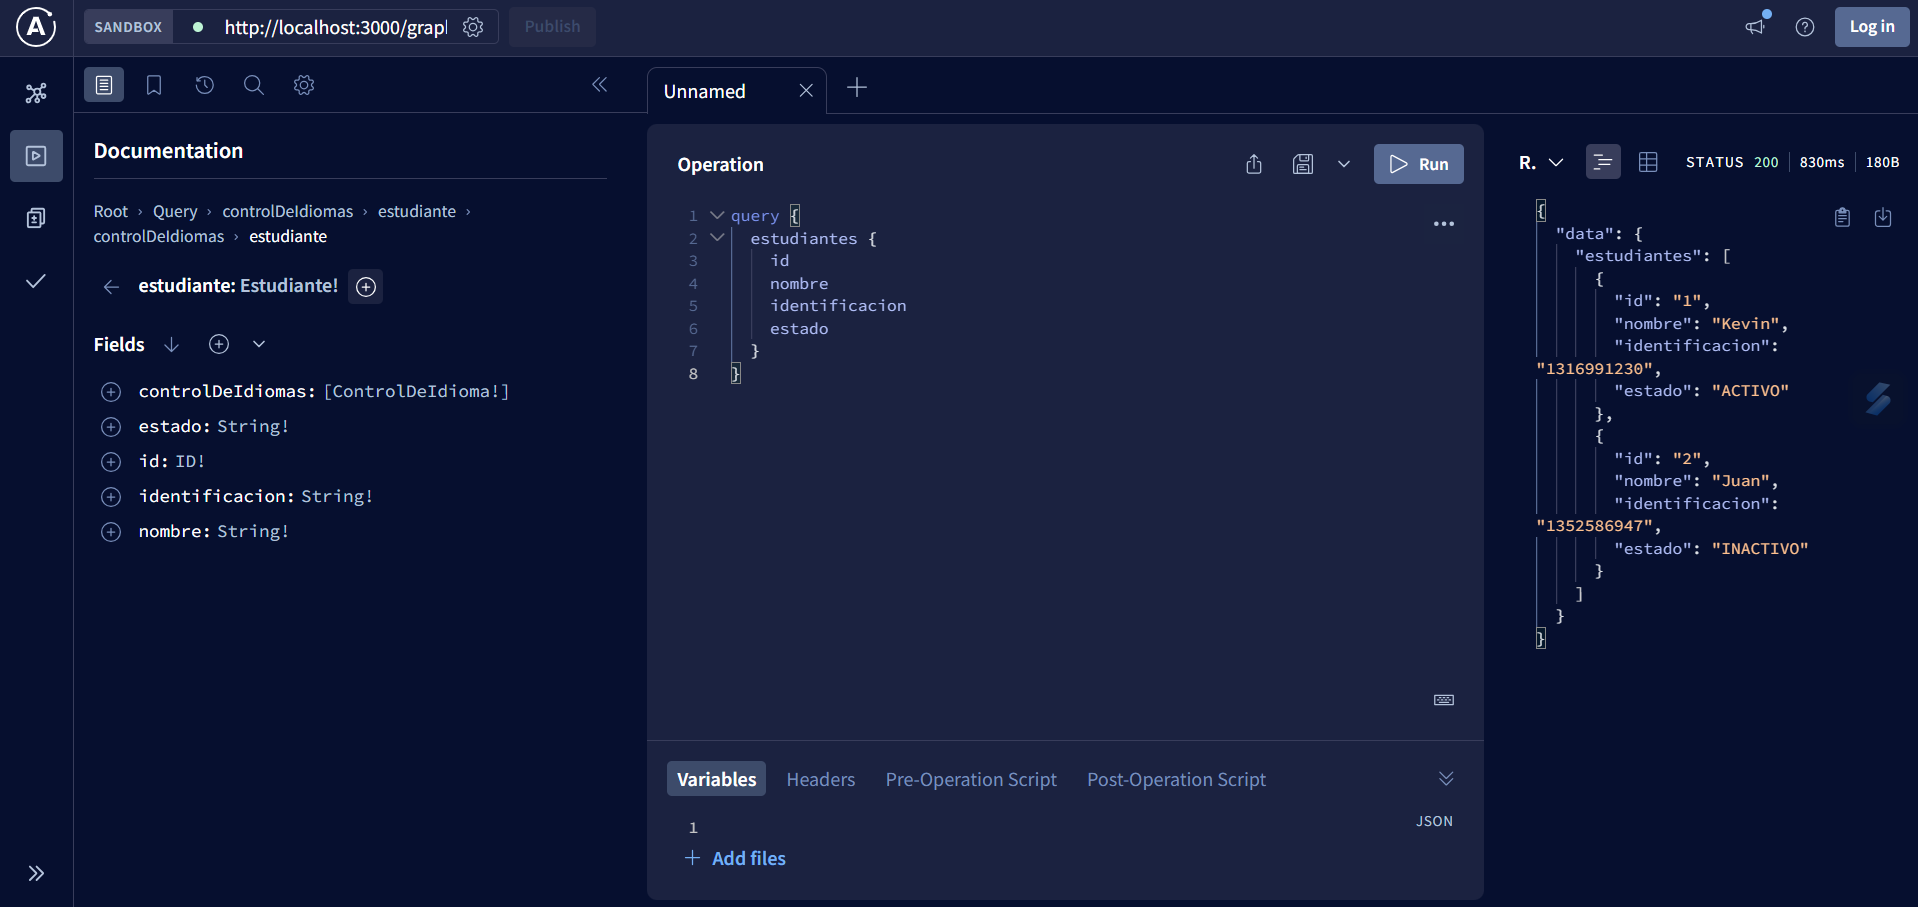 SANDBOX
http://localhost:3000/grap
Publish
Log in
Unnamed
Documentation
Root › Query › controlDeIdiomas › estudiante ›
controlDeIdiomas › estudiante
estudiante: Estudiante!
Fields
controlDeIdiomas: [ControlDeIdioma!]
estado: String!
id: ID!
identificacion: String!
nombre: String!
Operation
Run
1 query {
2 estudiantes {
3 id
4 nombre
5 identificacion
6 estado
7 }
8 }
Variables Headers Pre-Operation Script Post-Operation Script
1
JSON
+ Add files
R. STATUS 200 830ms 180B
{
"data": {
"estudiantes": [
{
"id": "1",
"nombre": "Kevin",
"identificacion":
"1316991230",
"estado": "ACTIVO"
},
{
"id": "2",
"nombre": "Juan",
"identificacion":
"1352586947",
"estado": "INACTIVO"
}
]
}
}